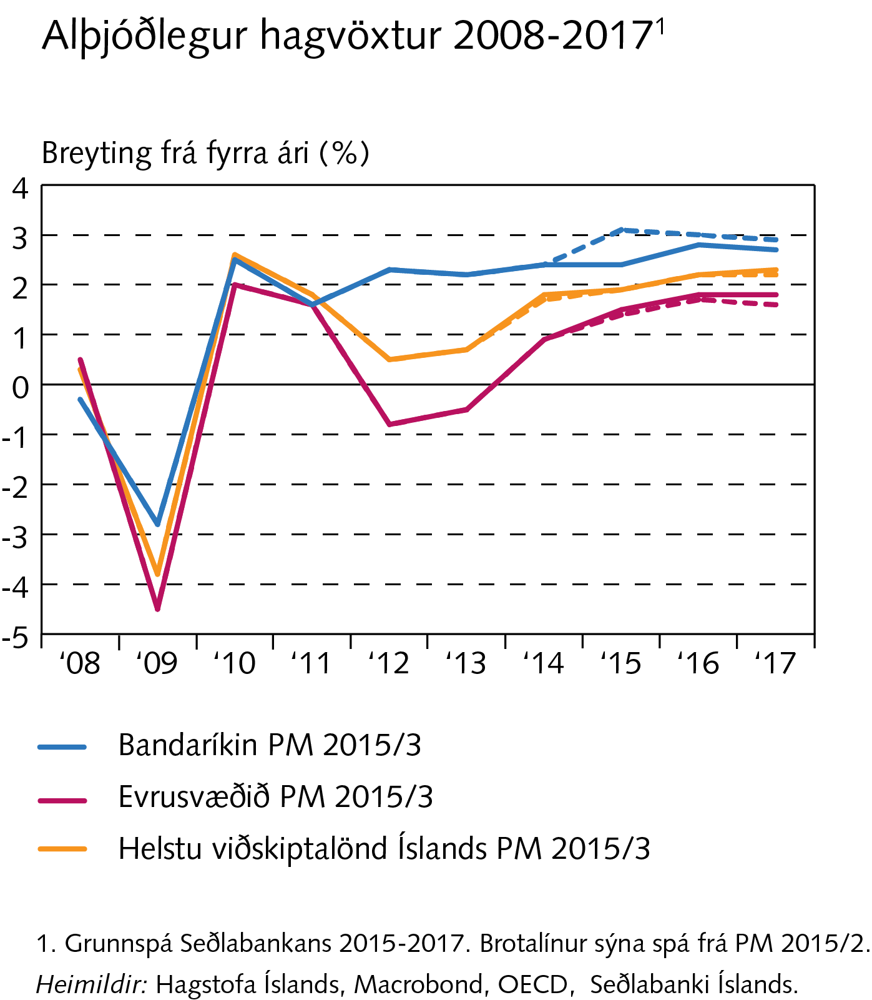 Alþjóðlegur hagvöxtur 2008-2017¹
Breyting frá fyrra ári (%)
4
3
2
1
0
-1
-2
-3
-4
-5
‘08 ‘09 ‘10 ‘11 ‘12 ‘13 ‘14 ‘15 ‘16 ‘17
Bandaríkin PM 2015/3
Evrusvæðið PM 2015/3
Helstu viðskiptalönd Íslands PM 2015/3
1. Grunnspá Seðlabankans 2015-2017. Brotalínur sýna spá frá PM 2015/2.
Heimildir: Hagstofa Íslands, Macrobond, OECD, Seðlabanki Íslands.